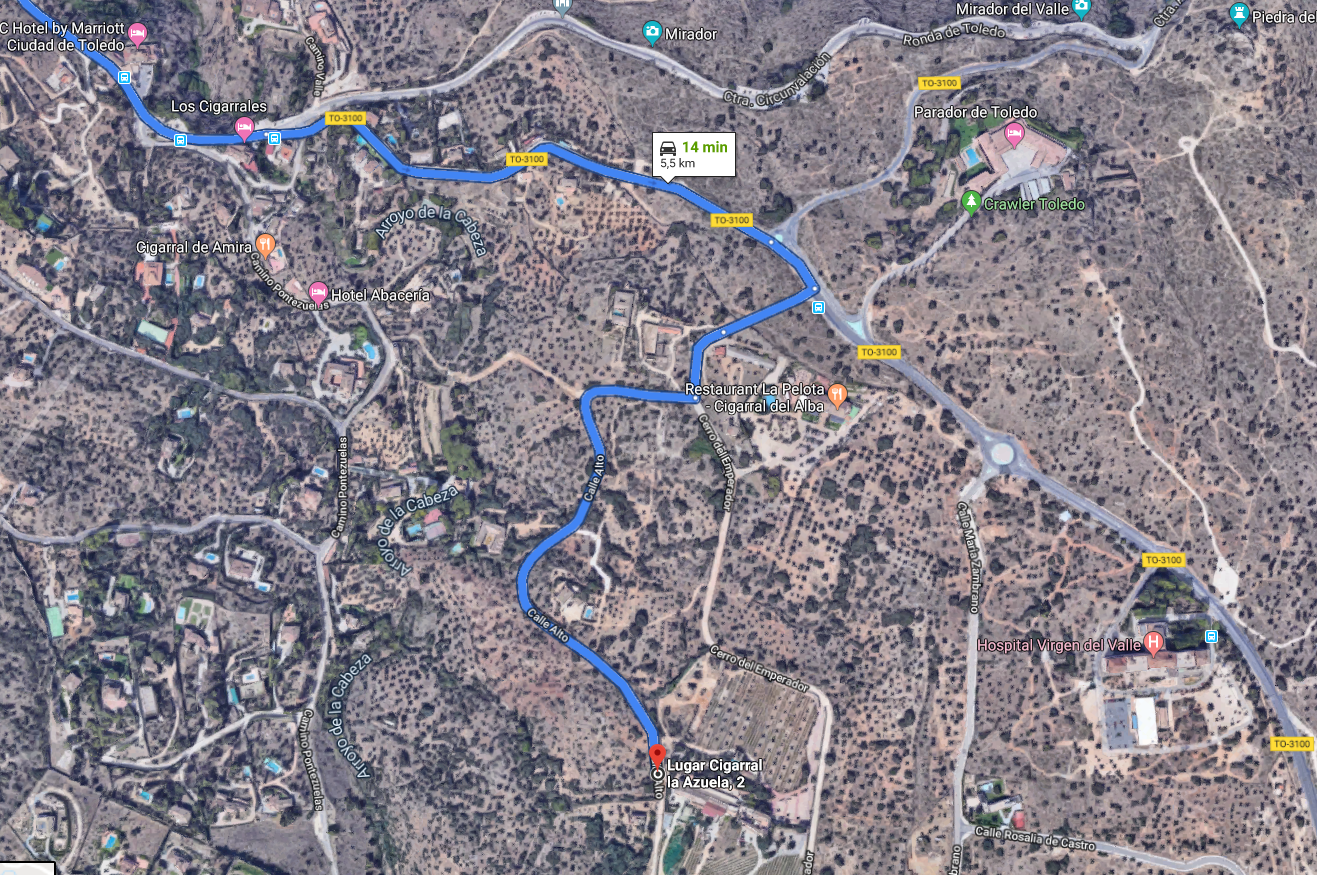 C Hotel by Marriott
Ciudad de Toledo
Mirador
Mirador del Valle
Ctra.
Piedra del
Ronda de Toledo
Camino Valle
Ctra. Circunvalación
TO-3100
Los Cigarrales
TO-3100
Parador de Toledo
14 min
5,5 km
TO-3100
Crawler Toledo
TO-3100
Arroyo de la Cabeza
Cigarral de Amira
Camino Pontezuelas
Hotel Abacería
TO-3100
Restaurant La Pelota
- Cigarral del Alba
Cerro del Emperador
Calle Alto
Camino Pontezuelas
Arroyo de la Cabeza
Calle María Zambrano
TO-3100
Calle Alto
Hospital Virgen del Valle
H
Cerro del Emperador
Arroyo de la Cabeza
Camino Pontezuelas
TO-3100
Lugar Cigarral
la Azuela, 2
Alto
Calle Rosalia de Castro
brano
ador